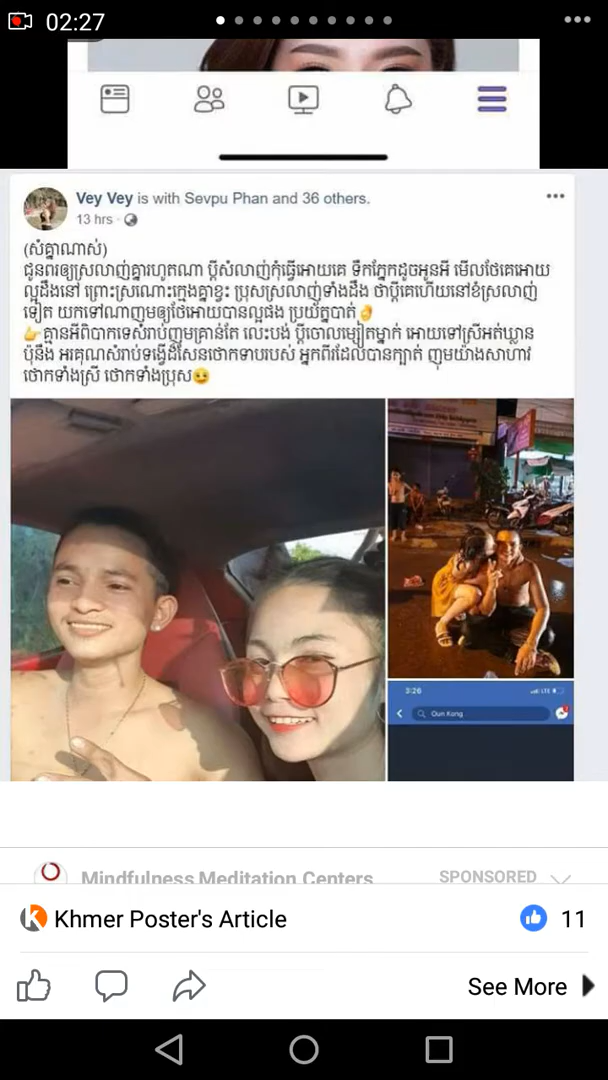 02:27
Vey Vey is with Sevpu Phan and 36 others.
13 hrs
(សំគ្នាណាស់)
ជូនពរឲ្យស្រលាញ់គ្នារហូតណា ប្ដីសំលាញ់កុំធ្វើអោយគេ ទឹកភ្នែកដូចអូនអី មើលថែគេអោយ
ល្អដឹងនៅ ព្រោះស្រណោះក្មេងគ្នាខ្វះ ប្រុសស្រលាញ់ទាំងដឹង ថាប្ដីគេហើយនៅខំស្រលាញ់
ទៀត យកទៅណាញុមឲ្យថែអោយបានល្អផង ប្រយ័ត្នបាត់👌
👉គ្មានអីពិបាកទេសំរាប់ញុមគ្រាន់តែ លេះបង់ ប្ដីចោលម្សៀតម្នាក់ អោយទៅស្រីអត់ឃ្លាន
ប៉ុនឹង អរគុណសំរាប់ទង្វើដ៏សែនថោកទាបរបស់ អ្នកពីរដែលបានក្បាត់ ញុមយ៉ាងសាហាវ
ថោកទាំងស្រី ថោកទាំងប្រុស😉
3:26
LTE
Oun Kong
Mindfulness Meditation Centers
SPONSORED
Khmer Poster's Article
11
See More